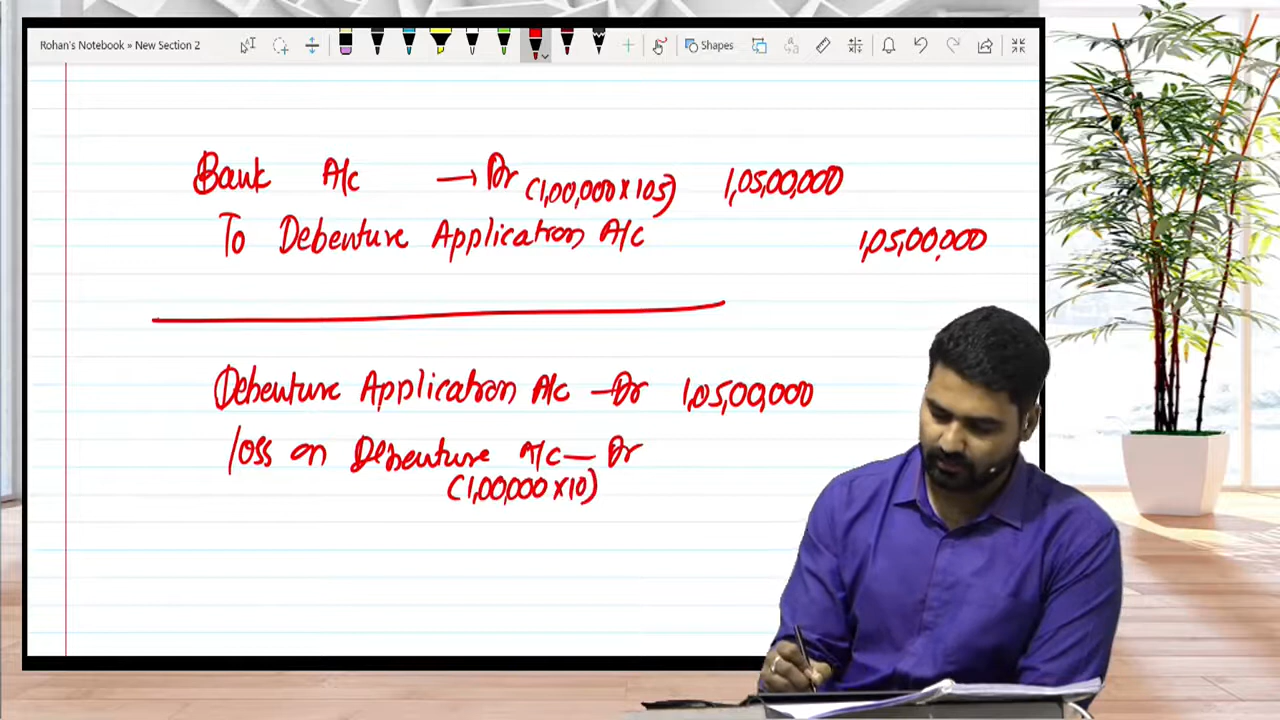 Rohan's Notebook » New Section 2
Shapes
Bank A/c → Dr (1,00,000 x 105) 1,05,00,000
To Debenture Application A/c 1,05,00,000
Debenture Application A/c — Dr 1,05,00,000
loss on Debenture A/c — Dr
(1,00,000 x 10)